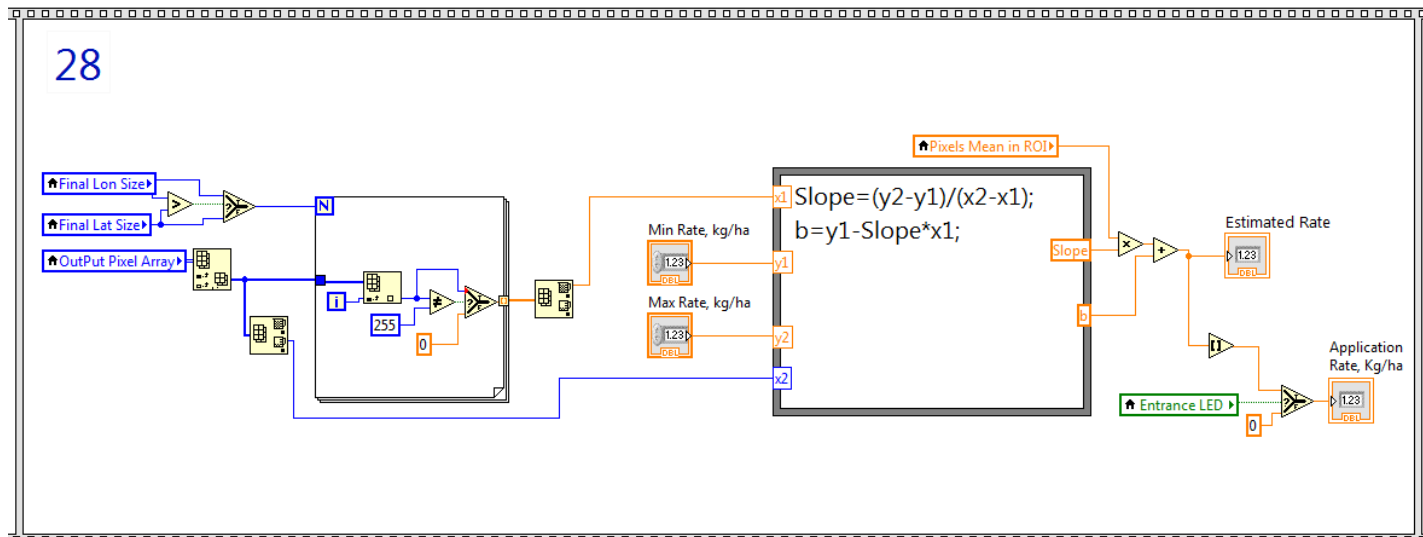 28
Pixels Mean in ROI
Final Lon Size
Final Lat Size
OutPut Pixel Array
>
?
T
F
N
i
255
≠
?
T
F
0
x1
y1
y2
x2
Slope=(y2-y1)/(x2-x1);
b=y1-Slope*x1;
Min Rate, kg/ha
1.23
DBL
Max Rate, kg/ha
1.23
DBL
Slope
b
×
+
Estimated Rate
1.23
DBL
[]
Entrance LED
0
?
T
F
Application
Rate, Kg/ha
1.23
DBL